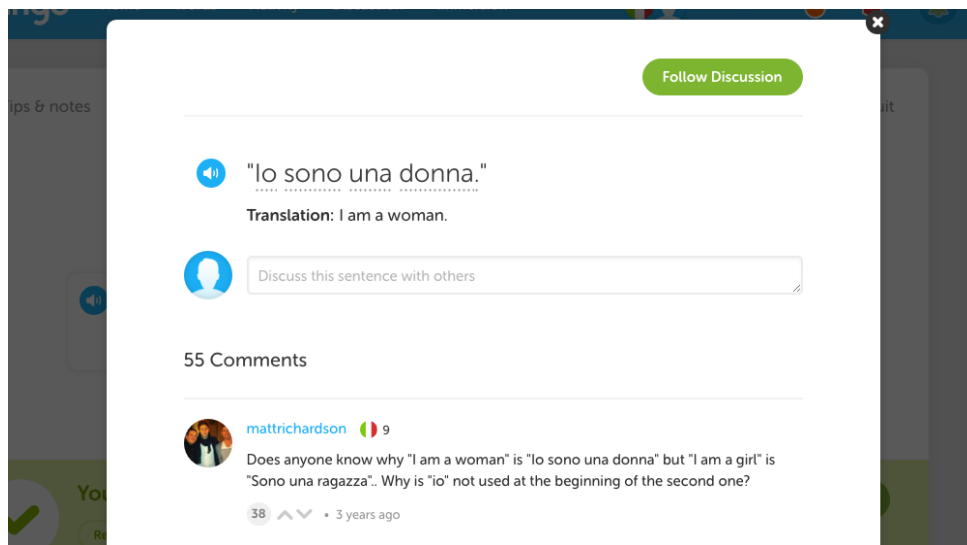 Follow Discussion
Tips & notes
"Io sono una donna."
Translation: I am a woman.
Discuss this sentence with others
55 Comments
mattrichardson 9
Does anyone know why "I am a woman" is "Io sono una donna" but "I am a girl" is
"Sono una ragazza".. Why is "io" not used at the beginning of the second one?
38 • 3 years ago